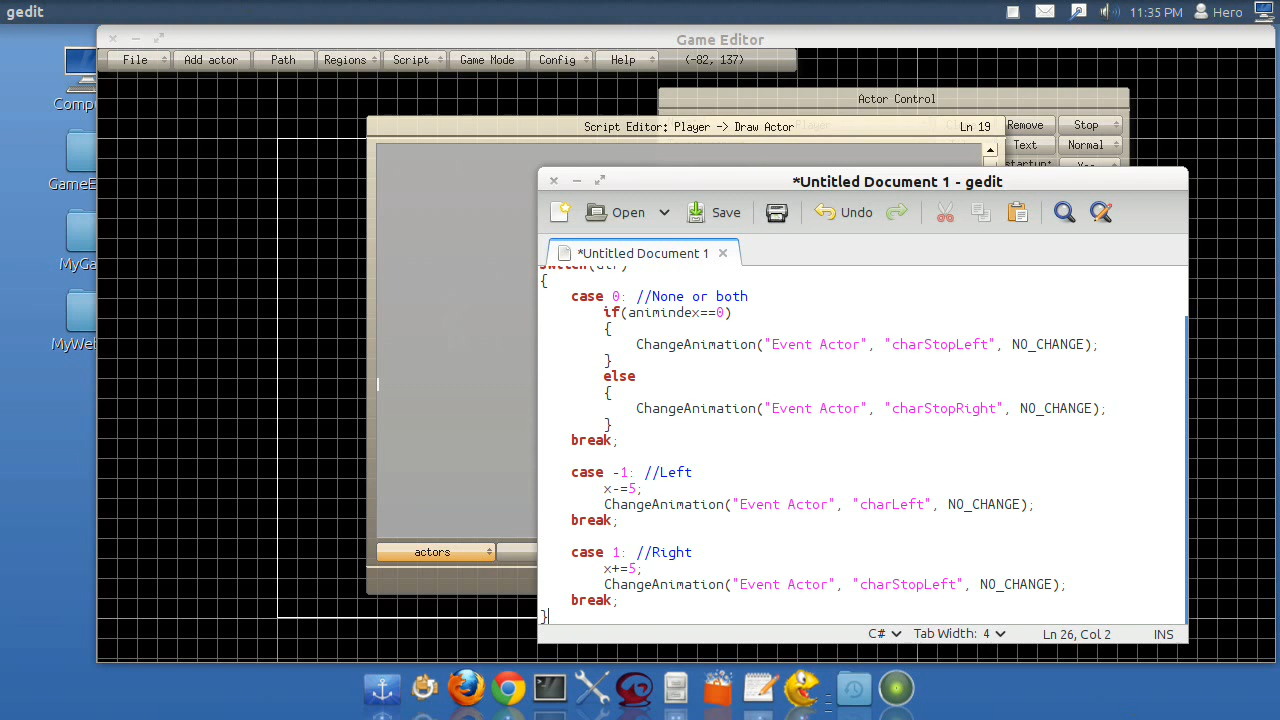 gedit
11:35 PM
Hero
Game Editor
File
Add actor
Path
Regions
Script
Game Mode
Config
Help
(-82, 137)
Actor Control
Script Editor: Player -> Draw Actor
Ln 19
Remove
Stop
Text
Normal
Yes
Comp
GameE
MyGa
MyWeb
*Untitled Document 1 - gedit
Open
Save
Undo
*Untitled Document 1
switch(dir)
{
case 0: //None or both
if(animindex==0)
{
ChangeAnimation("Event Actor", "charStopLeft", NO_CHANGE);
}
else
{
ChangeAnimation("Event Actor", "charStopRight", NO_CHANGE);
}
break;
case -1: //Left
x-=5;
ChangeAnimation("Event Actor", "charLeft", NO_CHANGE);
break;
case 1: //Right
x+=5;
ChangeAnimation("Event Actor", "charStopLeft", NO_CHANGE);
break;
}
actors
C#
Tab Width: 4
Ln 26, Col 2
INS